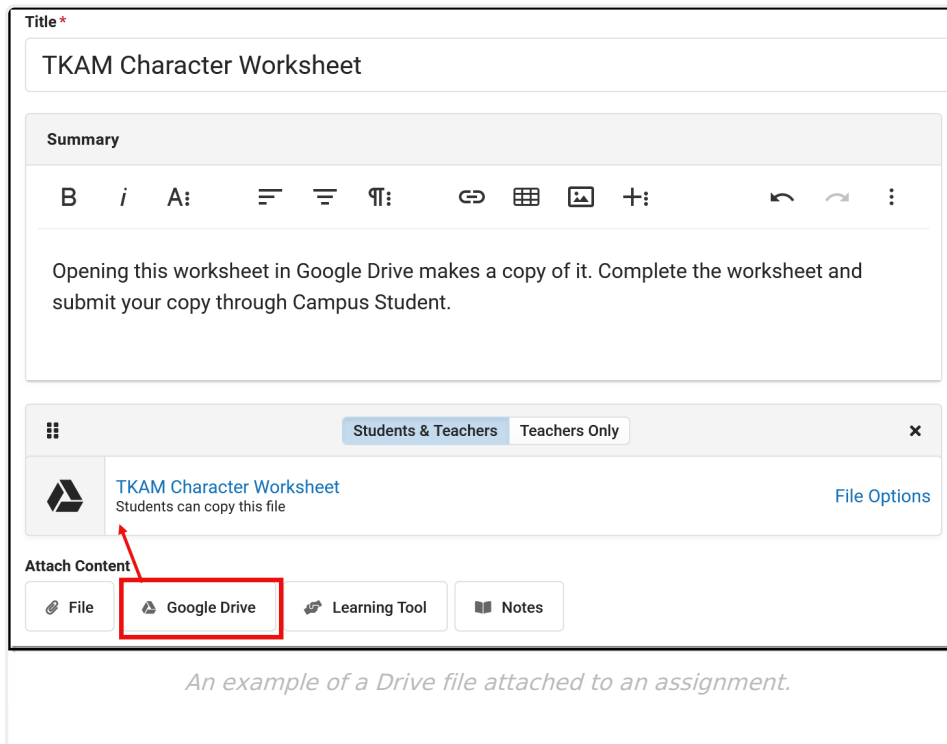 Title*
TKAM Character Worksheet
Summary
B i A
Opening this worksheet in Google Drive makes a copy of it. Complete the worksheet and
submit your copy through Campus Student.
Students & Teachers Teachers Only
TKAM Character Worksheet
Students can copy this file
File Options
Attach Content
File Google Drive Learning Tool Notes
An example of a Drive file attached to an assignment.